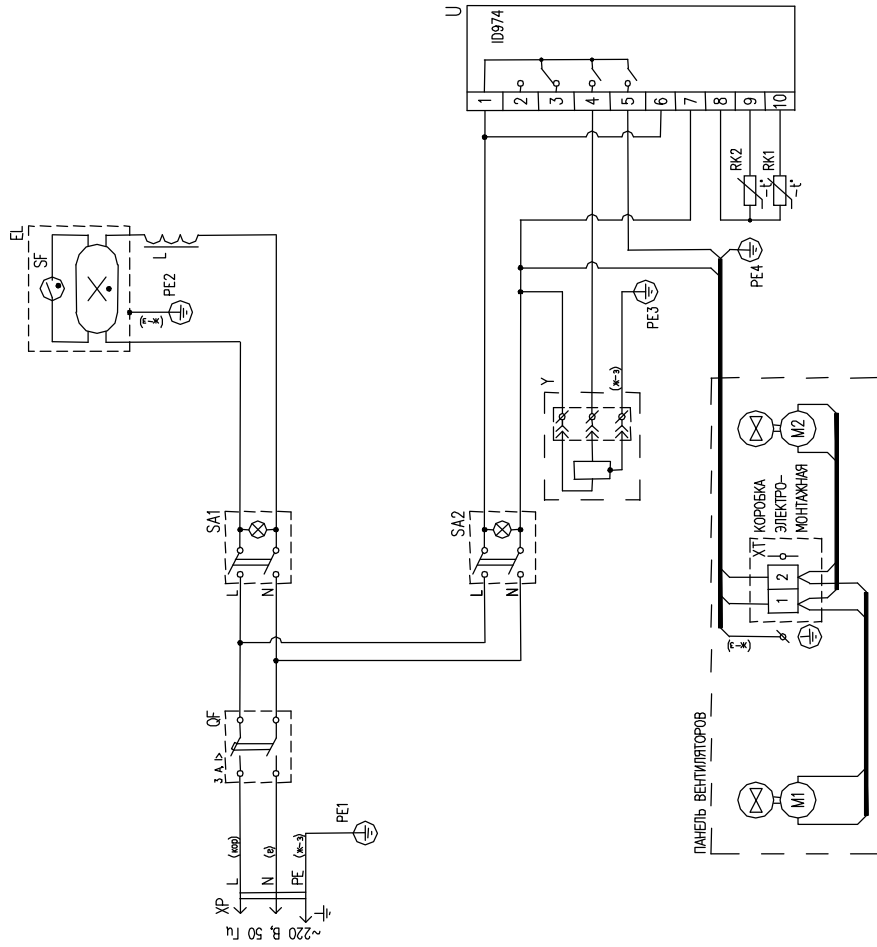 U
ID974
1
2
3
4
5
6
7
8
9
10
RK2
RK1
-t°
-t°
EL
SF
L
PE2
(ж-з)
PE4
PE3
(ж-з)
Y
SA1
L
N
SA2
L
N
QF
3 А I>
PE1
XP
L
(кор)
N
(г)
PE
(ж-з)
~220 В, 50 Гц
ПАНЕЛЬ ВЕНТИЛЯТОРОВ
M2
КОРОБКА
ЭЛЕКТРО-
МОНТАЖНАЯ
XT
1
2
(ж-з)
M1